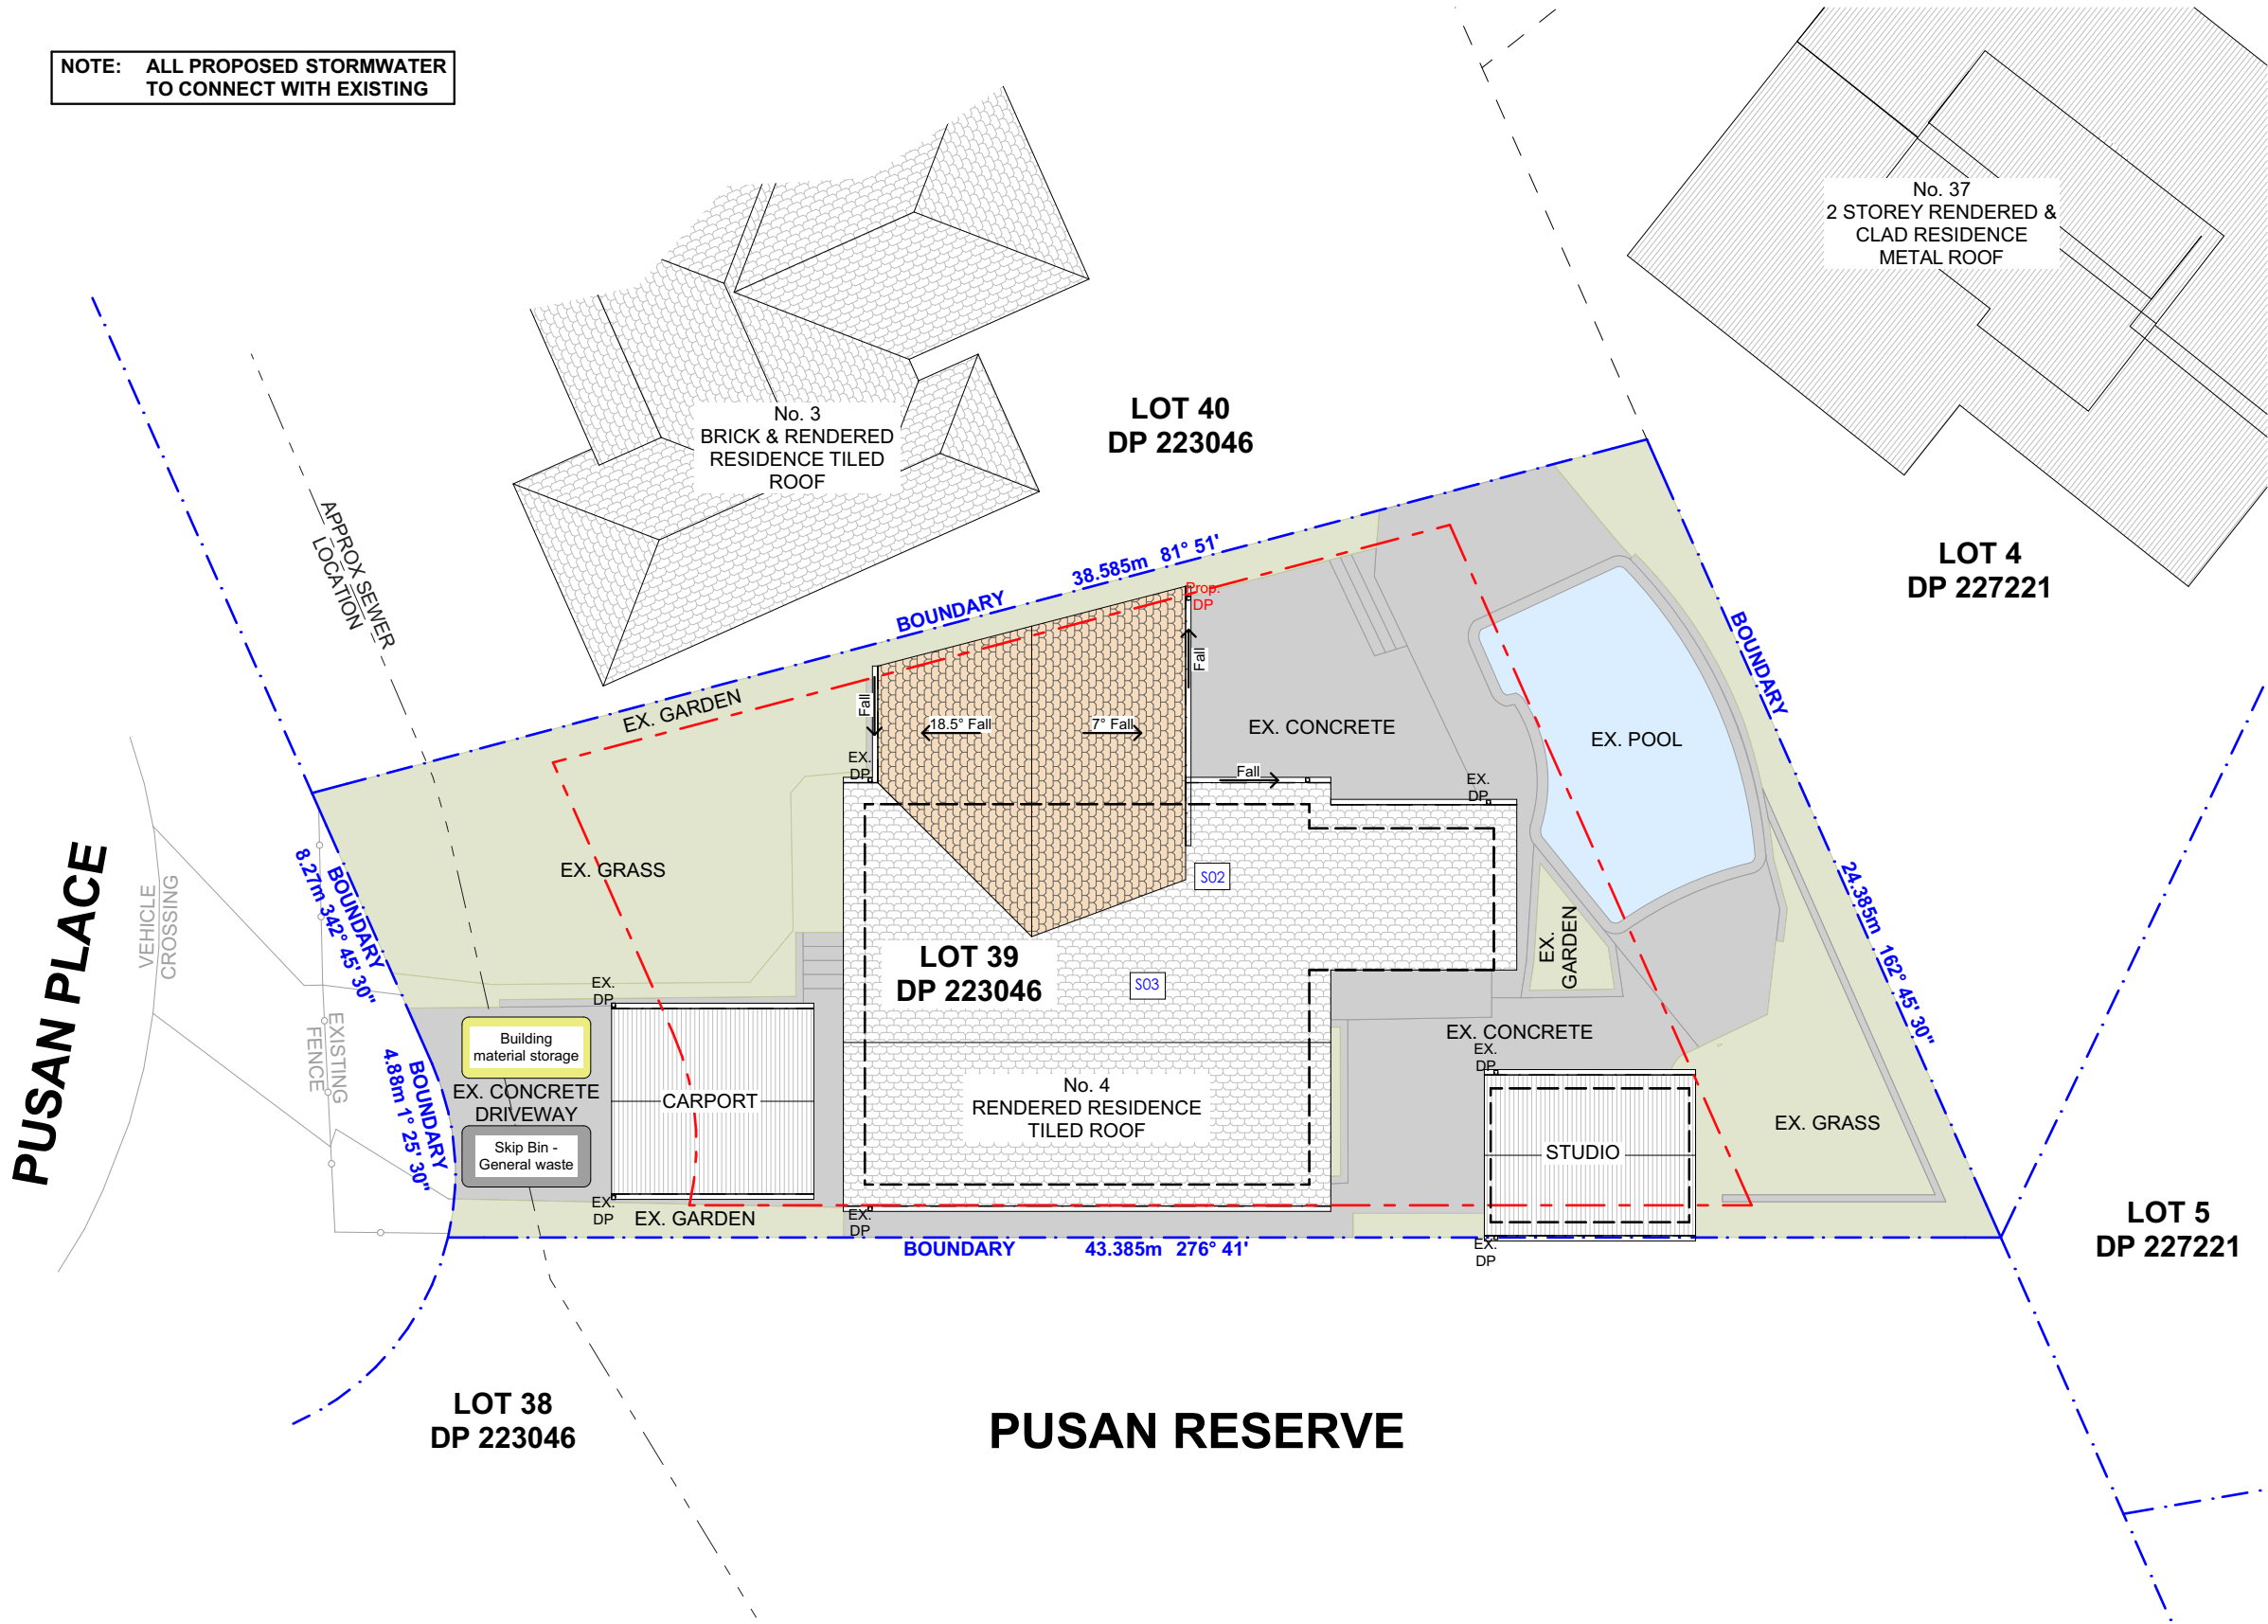 NOTE: ALL PROPOSED STORMWATER
TO CONNECT WITH EXISTING
No. 37
2 STOREY RENDERED &
CLAD RESIDENCE
METAL ROOF
No. 3
BRICK & RENDERED
RESIDENCE TILED
ROOF
LOT 40
DP 223046
LOT 4
DP 227221
APPROX SEWER
LOCATION
BOUNDARY
38.585m 81° 51'
Prop.
DP
BOUNDARY
EX. GARDEN
Fall
Fall
18.5° Fall
7° Fall
EX. CONCRETE
EX. POOL
EX.
DP
Fall
EX.
DP
EX. GRASS
S02
PUSAN PLACE
VEHICLE
CROSSING
BOUNDARY
8.27m 342° 45' 30"
EX.
GARDEN
24.385m 162° 45' 30"
LOT 39
DP 223046
S03
EX.
DP
EXISTING
FENCE
Building
material storage
EX. CONCRETE
EX.
DP
BOUNDARY
4.88m 1° 25' 30"
EX. CONCRETE
DRIVEWAY
CARPORT
No. 4
RENDERED RESIDENCE
TILED ROOF
EX. GRASS
Skip Bin -
General waste
STUDIO
EX.
DP
EX. GARDEN
EX.
DP
BOUNDARY 43.385m 276° 41'
EX.
DP
LOT 5
DP 227221
LOT 38
DP 223046
PUSAN RESERVE